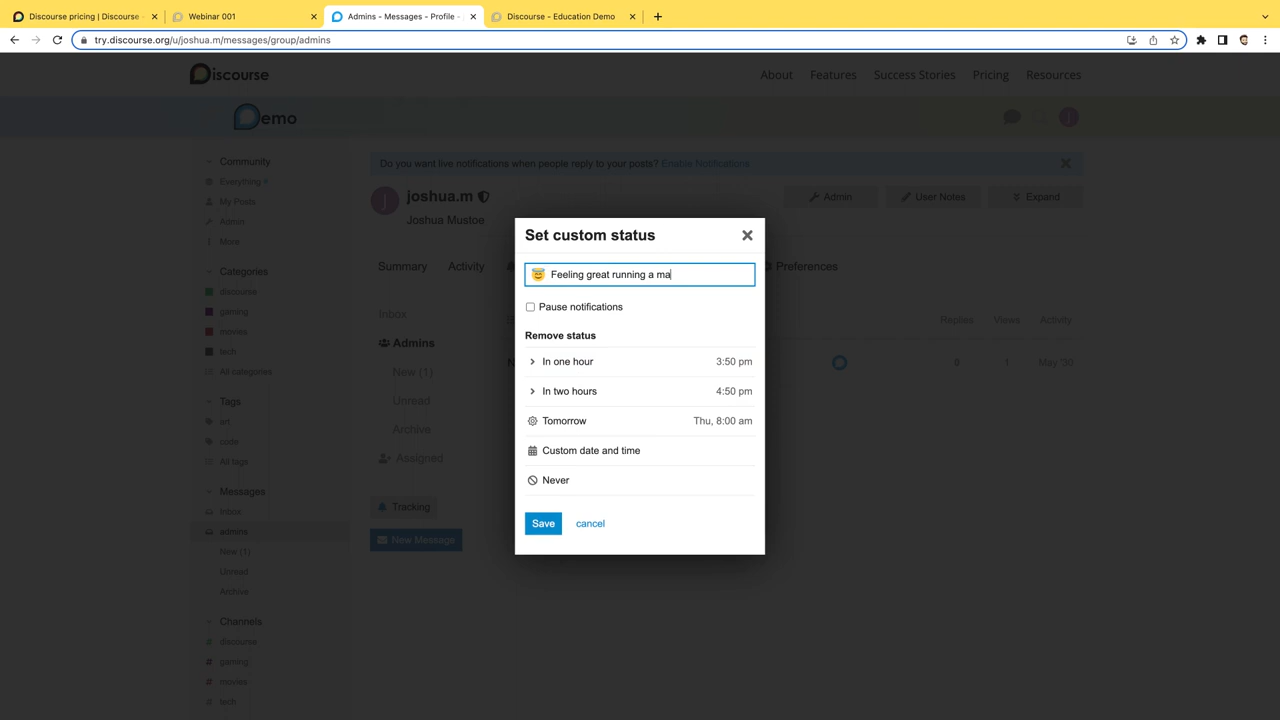 Discourse pricing | Discourse -
Webinar 001
Admins - Messages - Profile -
Discourse - Education Demo
try.discourse.org/u/joshua.m/messages/group/admins
Discourse
About
Features
Success Stories
Pricing
Resources
Demo
J
Community
Everything
My Posts
Admin
More
Categories
discourse
gaming
movies
tech
All categories
Tags
art
code
All tags
Messages
Inbox
admins
New (1)
Unread
Archive
Channels
discourse
gaming
movies
tech
Do you want live notifications when people reply to your posts? Enable Notifications
J
joshua.m
Joshua Mustoe
Admin
User Notes
Expand
Summary
Activity
Preferences
Inbox
Admins
New (1)
Unread
Archive
Assigned
Tracking
New Message
Replies
Views
Activity
0
1
May '30
Set custom status
Feeling great running a ma
Pause notifications
Remove status
In one hour
3:50 pm
In two hours
4:50 pm
Tomorrow
Thu, 8:00 am
Custom date and time
Never
Save
cancel